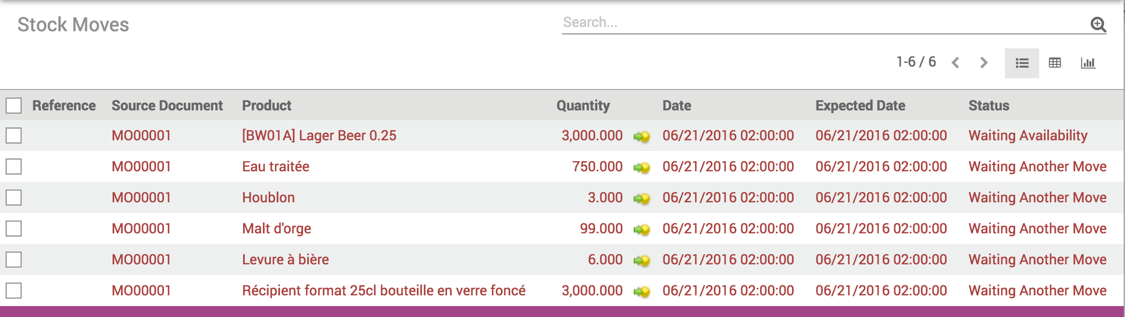 Stock Moves
Search...
1-6 / 6
Reference Source Document Product Quantity Date Expected Date Status
MO00001 [BW01A] Lager Beer 0.25 3,000.000 06/21/2016 02:00:00 06/21/2016 02:00:00 Waiting Availability
MO00001 Eau traitée 750.000 06/21/2016 02:00:00 06/21/2016 02:00:00 Waiting Another Move
MO00001 Houblon 3.000 06/21/2016 02:00:00 06/21/2016 02:00:00 Waiting Another Move
MO00001 Malt d'orge 99.000 06/21/2016 02:00:00 06/21/2016 02:00:00 Waiting Another Move
MO00001 Levure à bière 6.000 06/21/2016 02:00:00 06/21/2016 02:00:00 Waiting Another Move
MO00001 Récipient format 25cl bouteille en verre foncé 3,000.000 06/21/2016 02:00:00 06/21/2016 02:00:00 Waiting Another Move